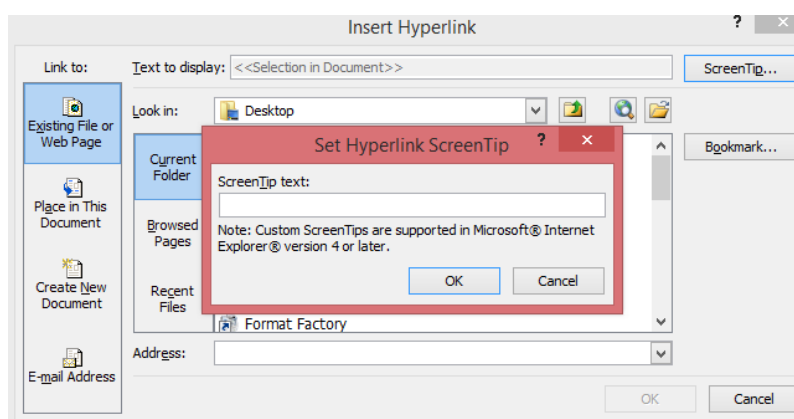 Insert Hyperlink ? ×
Link to:
Text to display: <<Selection in Document>>
ScreenTip...
Existing File or
Web Page
Look in: Desktop
Bookmark...
Current
Folder
Set Hyperlink ScreenTip ? ×
ScreenTip text:
Note: Custom ScreenTips are supported in Microsoft® Internet
Explorer® version 4 or later.
OK Cancel
Place in This
Document
Browsed
Pages
Create New
Document
Recent
Files
Format Factory
E-mail Address
Address:
OK Cancel